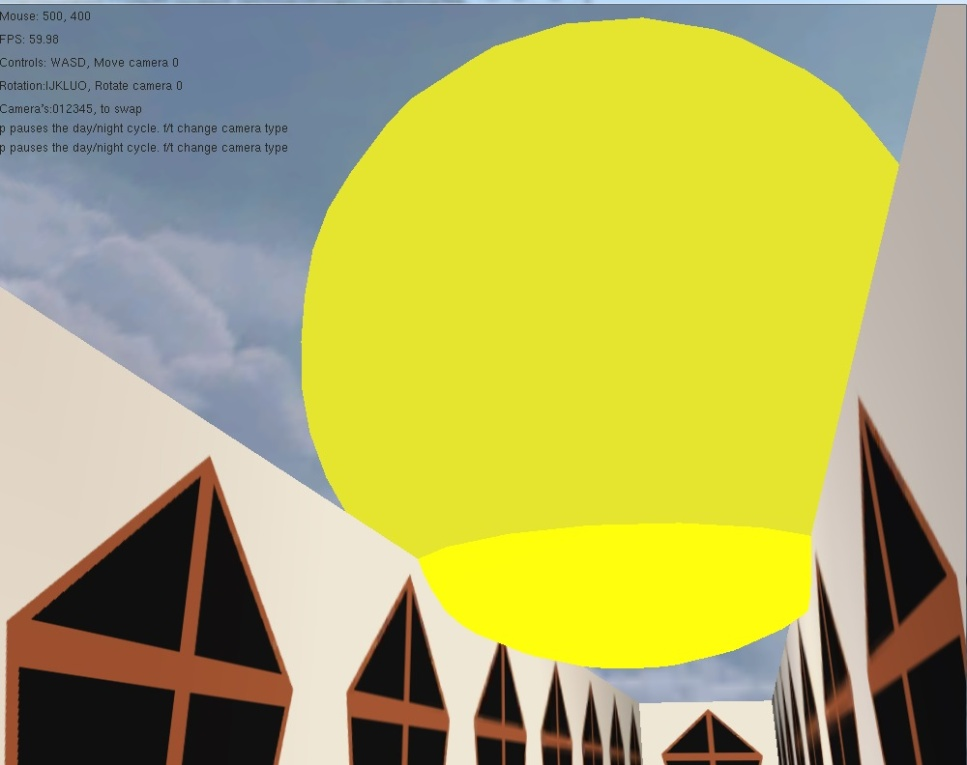 Mouse: 500, 400
FPS: 59.98
Controls: WASD, Move camera 0
Rotation:IJKLUO, Rotate camera 0
Camera's:012345, to swap
p pauses the day/night cycle. f/t change camera type
p pauses the day/night cycle. f/t change camera type